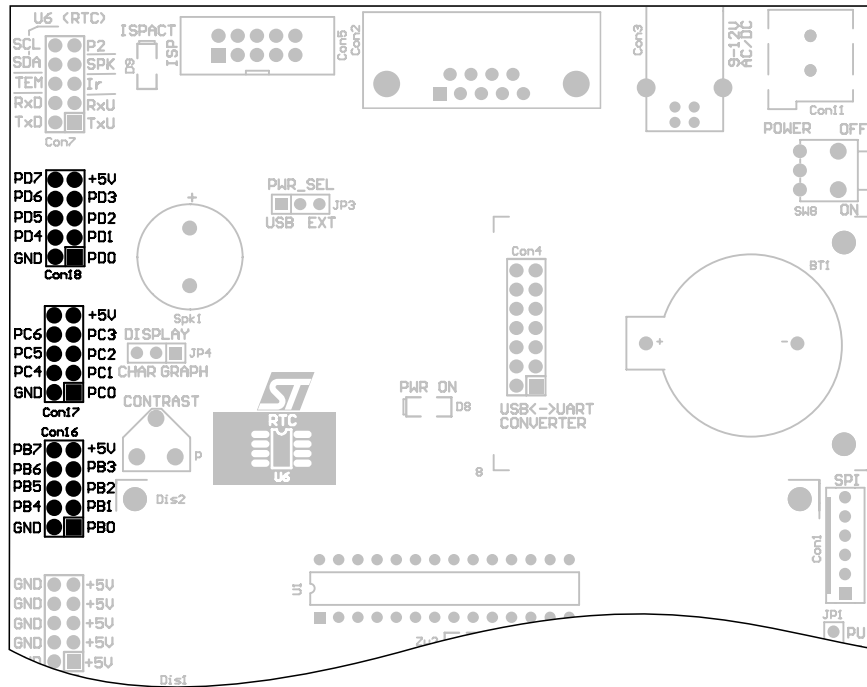 U6 (RTC)
SCL P2
SDA SPK
TEM Ir
RxD RxU
TxD TxU
Con7
ISPACT
D9
ISP
Con5
Con2
Con3
9-12V
AC/DC
Con11
POWER OFF
SW8 ON
PD7 +5V
PD6 PD3
PD5 PD2
PD4 PD1
GND PD0
Con18
+
Spk1
PWR_SEL
JP3
USB EXT
Con4
USB<->UART
CONVERTER
8
BT1
+ -
+5V
PC6 PC3
PC5 PC2
PC4 PC1
GND PC0
Con17
DISPLAY
JP4
CHAR GRAPH
CONTRAST
P
ST
RTC
U6
PWR ON
D8
Con16
PB7 +5V
PB6 PB3
PB5 PB2
PB4 PB1
GND PB0
Dis2
SPI
Con1
U1
JP1
PU
GND +5V
GND +5V
GND +5V
GND +5V
+5V
Dis1